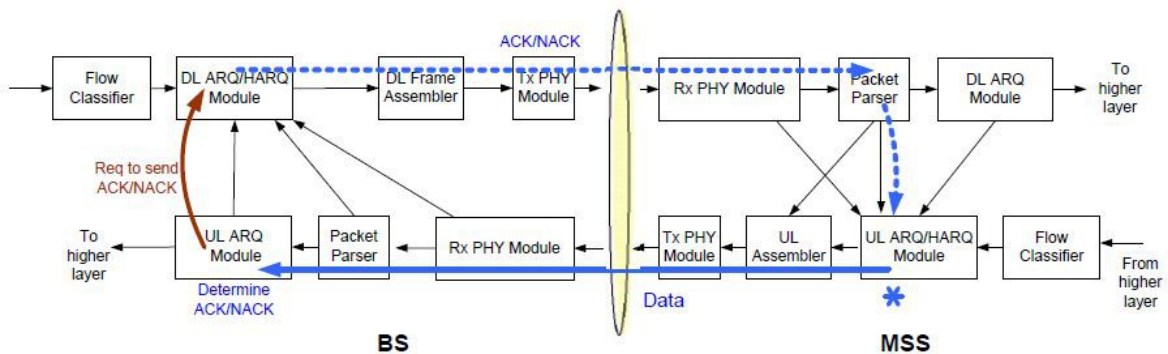 ACK/NACK
Flow
Classifier
DL ARQ/HARQ
Module
DL Frame
Assembler
Tx PHY
Module
Rx PHY Module
Packet
Parser
DL ARQ
Module
To
higher
layer
Req to send
ACK/NACK
To
higher
layer
UL ARQ
Module
Packet
Parser
Rx PHY Module
Tx PHY
Module
UL
Assembler
UL ARQ/HARQ
Module
Flow
Classifier
From
higher
layer
Determine
ACK/NACK
Data
*
BS
MSS